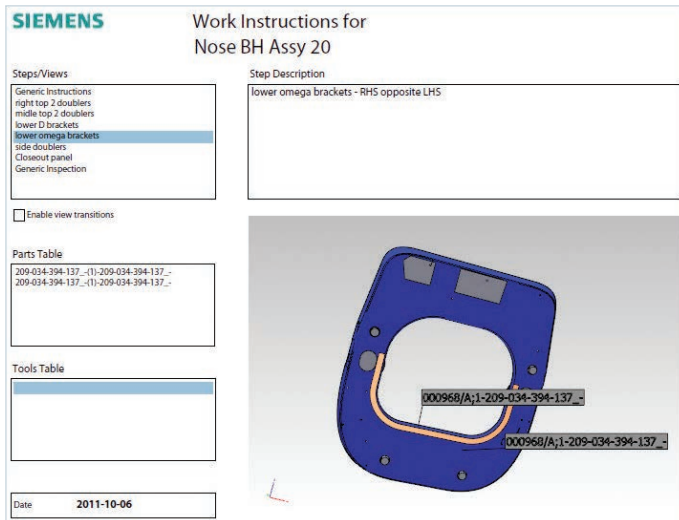 SIEMENS
Work Instructions for
Nose BH Assy 20
Steps/Views
Generic Instructions
right top 2 doublers
midle top 2 doublers
lower D brackets
lower omega brackets
side doublers
Closeout panel
Generic Inspection
Step Description
lower omega brackets - RHS opposite LHS
Enable view transitions
Parts Table
209-034-394-137_-(1)-209-034-394-137_-
209-034-394-137_-(1)-209-034-394-137_-
Tools Table
000968/A;1-209-034-394-137_-
000968/A;1-209-034-394-137_-
Date 2011-10-06